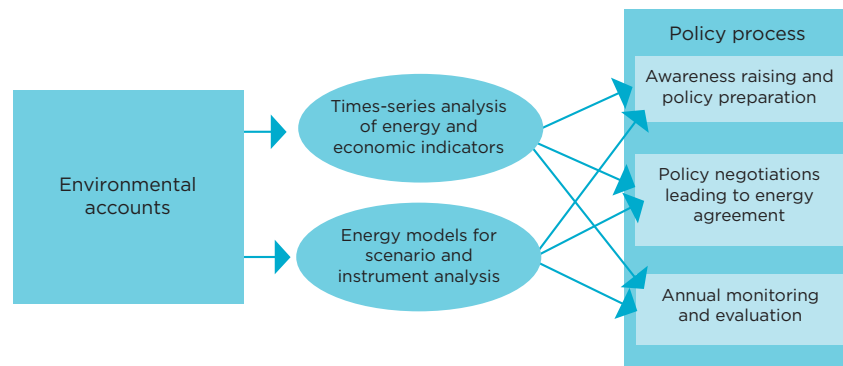 Environmental
accounts
Times-series analysis
of energy and
economic indicators
Energy models for
scenario and
instrument analysis
Policy process
Awareness raising and
policy preparation
Policy negotiations
leading to energy
agreement
Annual monitoring
and evaluation